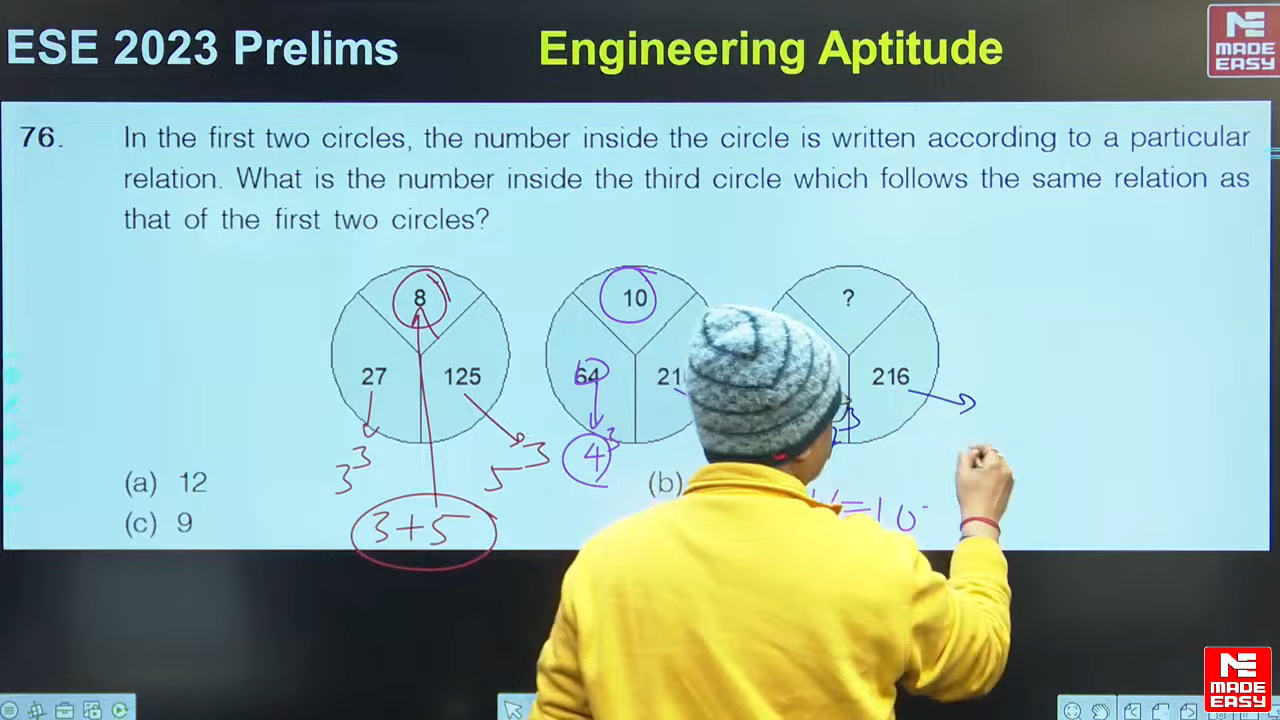 ESE 2023 Prelims
Engineering Aptitude
MADE EASY
76. In the first two circles, the number inside the circle is written according to a particular
relation. What is the number inside the third circle which follows the same relation as
that of the first two circles?
8
27
125
10
64
?
216
3³
5³
4³
3+5
=10
(a) 12
(b)
(c) 9
MADE EASY